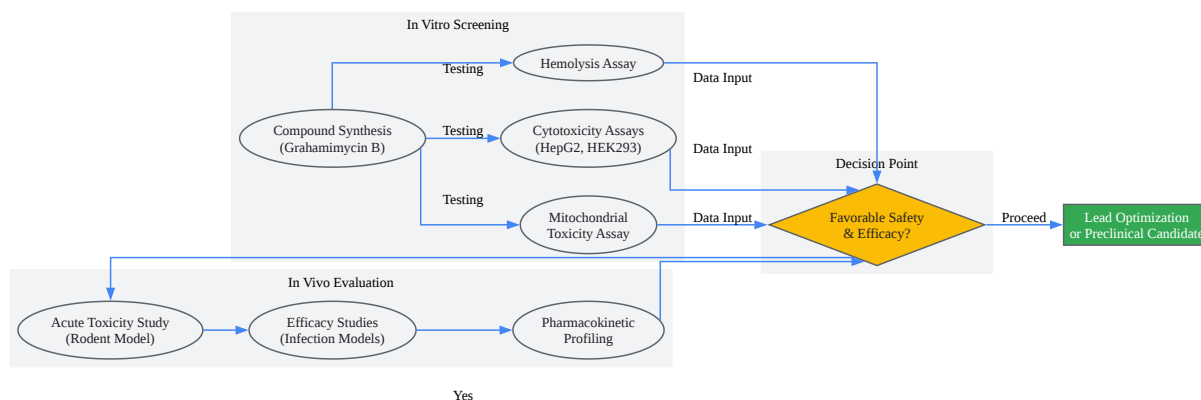 In Vitro Screening
Testing
Hemolysis Assay
Data Input
Compound Synthesis
(Grahamimycin B)
Testing
Cytotoxicity Assays
(HepG2, HEK293)
Data Input
Decision Point
Testing
Mitochondrial
Toxicity Assay
Data Input
Favorable Safety
& Efficacy?
Proceed
Lead Optimization
or Preclinical Candidate
In Vivo Evaluation
Acute Toxicity Study
(Rodent Model)
Efficacy Studies
(Infection Models)
Pharmacokinetic
Profiling
Yes